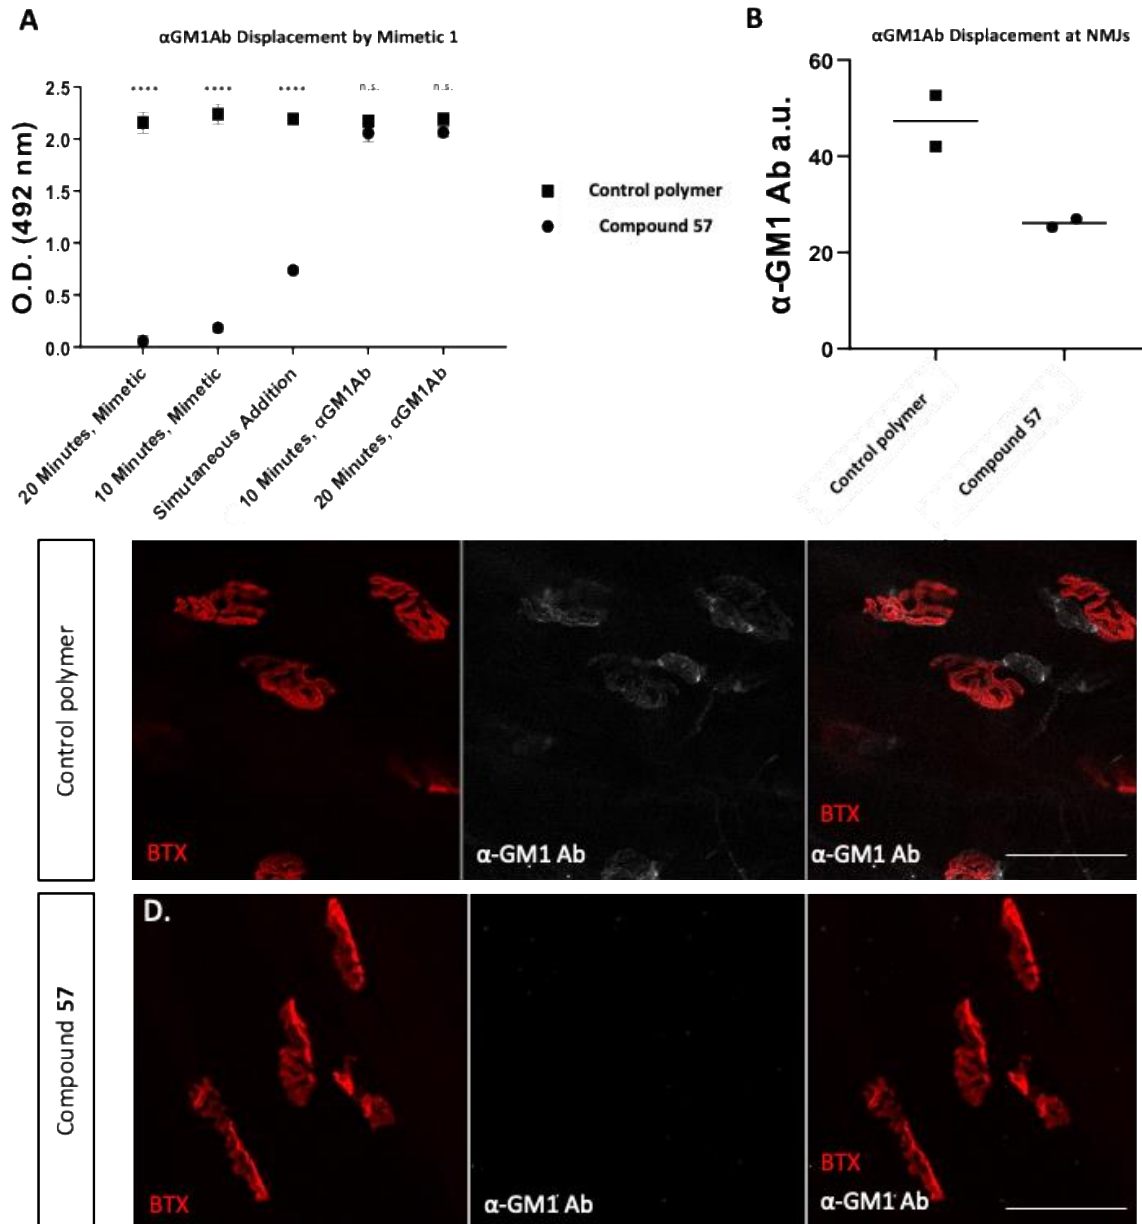 A
αGM1Ab Displacement by Mimetic 1
O.D. (492 nm)
2.5
2.0
1.5
1.0
0.5
0.0
••••
••••
••••
n.s.
n.s.
20 Minutes, Mimetic
10 Minutes, Mimetic
Simutaneous Addition
10 Minutes, αGM1Ab
20 Minutes, αGM1Ab
Control polymer
Compound 57
B
αGM1Ab Displacement at NMJs
α-GM1 Ab a.u.
60
40
20
0
Control polymer
Compound 57
Control polymer
BTX
α-GM1 Ab
BTX
α-GM1 Ab
Compound 57
D.
BTX
α-GM1 Ab
BTX
α-GM1 Ab